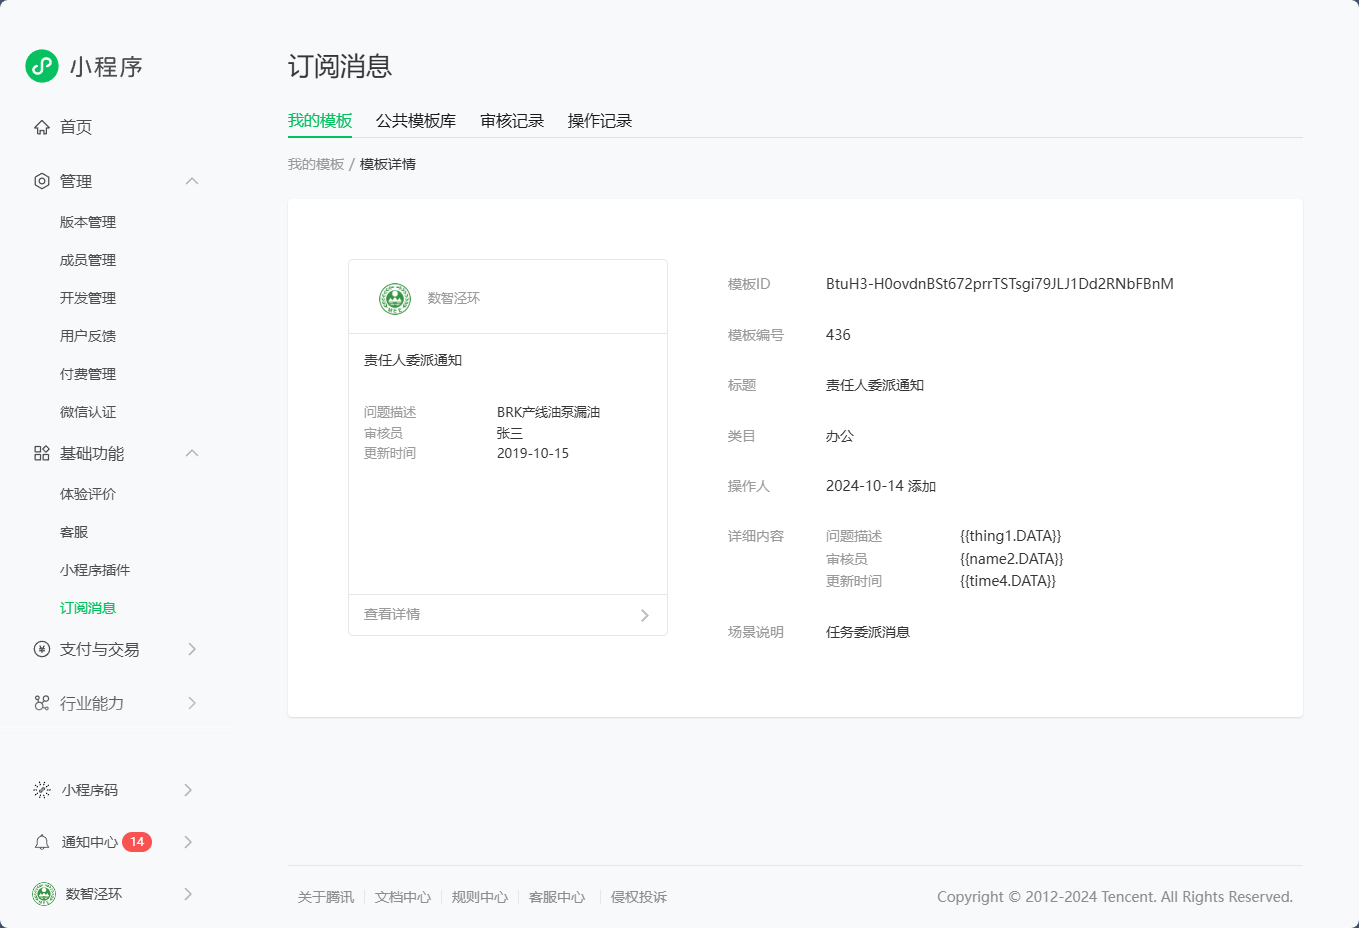 小程序
首页
管理
版本管理
成员管理
开发管理
用户反馈
付费管理
微信认证
基础功能
体验评价
客服
小程序插件
订阅消息
支付与交易
行业能力
小程序码
通知中心 14
数智泾环
订阅消息
我的模板 公共模板库 审核记录 操作记录
我的模板 / 模板详情
数智泾环
责任人委派通知
问题描述 BRK产线油泵漏油
审核员 张三
更新时间 2019-10-15
查看详情
模板ID BtuH3-H0ovdnBSt672prrTSTsgi79JLJ1Dd2RNbFBnM
模板编号 436
标题 责任人委派通知
类目 办公
操作人 2024-10-14 添加
详细内容 问题描述 {{thing1.DATA}}
审核员 {{name2.DATA}}
更新时间 {{time4.DATA}}
场景说明 任务委派消息
关于腾讯 文档中心 规则中心 客服中心 侵权投诉
Copyright © 2012-2024 Tencent. All Rights Reserved.